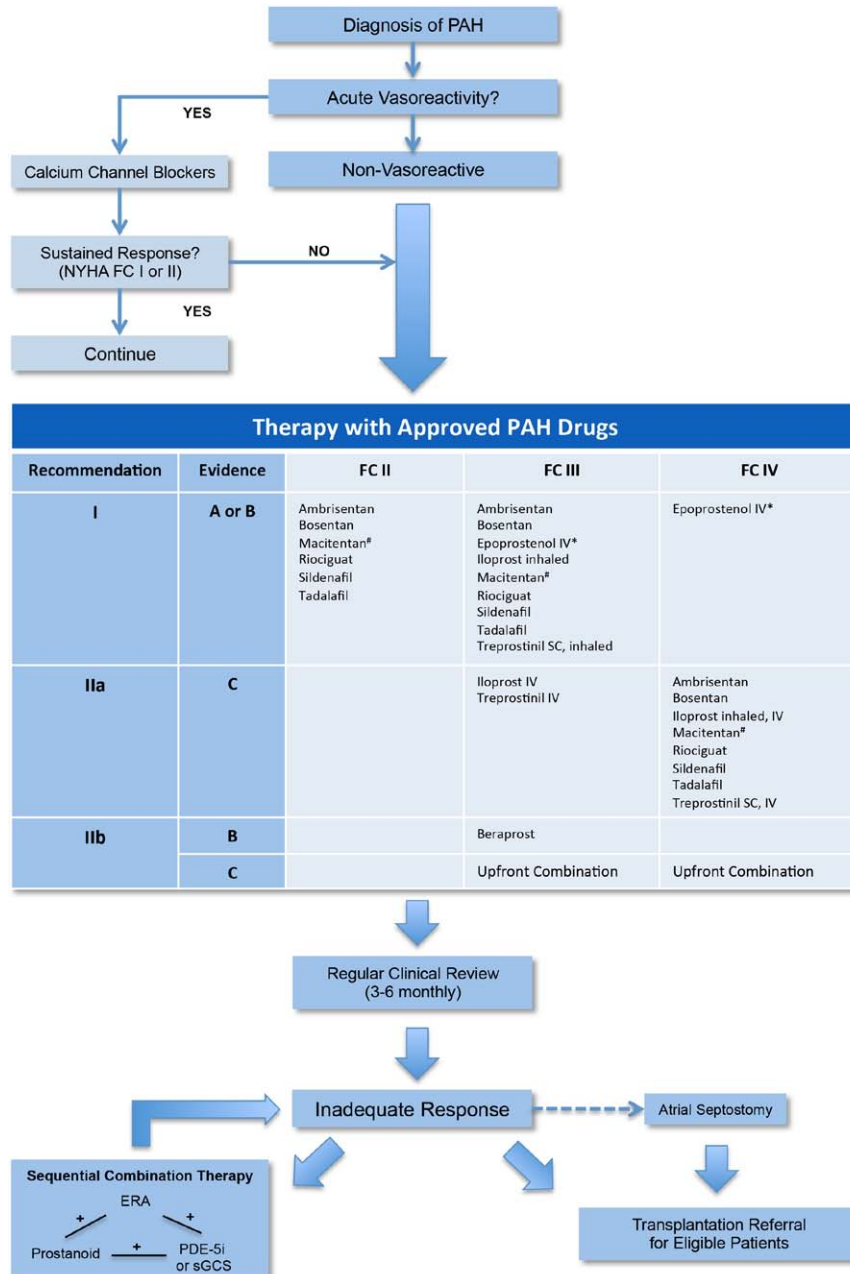 Diagnosis of PAH
Acute Vasoreactivity?
YES
Calcium Channel Blockers
Non-Vasoreactive
Sustained Response?
(NYHA FC I or II)
NO
YES
Continue
Therapy with Approved PAH Drugs
Recommendation Evidence FC II FC III FC IV
I A or B
Ambrisentan
Bosentan
Macitentan#
Riociguat
Sildenafil
Tadalafil
Ambrisentan
Bosentan
Epoprostenol IV*
Iloprost inhaled
Macitentan#
Riociguat
Sildenafil
Tadalafil
Treprostinil SC, inhaled
Epoprostenol IV*
IIa C
Iloprost IV
Treprostinil IV
Ambrisentan
Bosentan
Iloprost inhaled, IV
Macitentan#
Riociguat
Sildenafil
Tadalafil
Treprostinil SC, IV
IIb B Beraprost
C Upfront Combination Upfront Combination
Regular Clinical Review
(3-6 monthly)
Inadequate Response
Atrial Septostomy
Sequential Combination Therapy
ERA
+ +
Prostanoid + PDE-5i
or sGCS
Transplantation Referral
for Eligible Patients